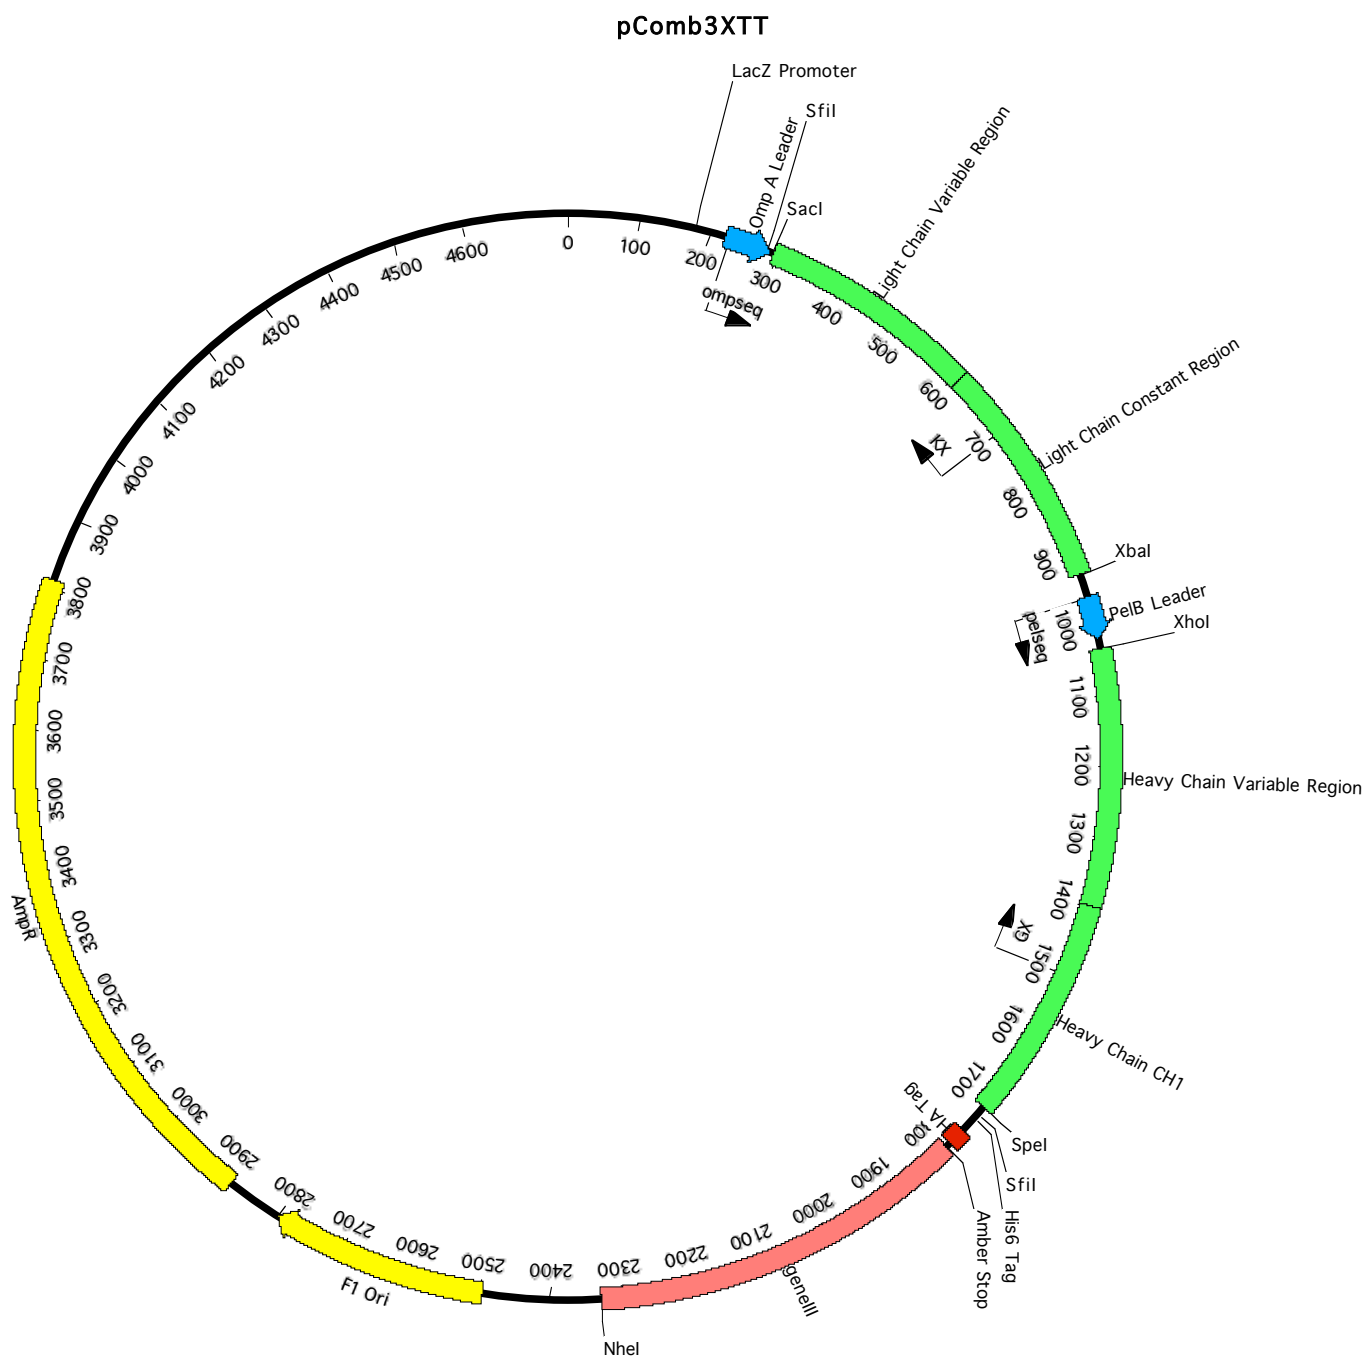 pComb3XTT
LacZ Promoter
SfiI
Omp A Leader
SacI
Light Chain Variable Region
Light Chain Constant Region
XbaI
PelB Leader
XhoI
Heavy Chain Variable Region
Heavy Chain CH1
SpeI
SfiI
His6 Tag
Amber Stop
HA Tag
geneIII
NheI
F1 Ori
AmpR
ompseq
KX
pelseq
GX
0
100
200
300
400
500
600
700
800
900
1000
1100
1200
1300
1400
1500
1600
1700
1900
2000
2100
2200
2300
2400
2500
2600
2700
2800
2900
3000
3100
3200
3300
3400
3500
3600
3700
3800
3900
4000
4100
4200
4300
4400
4500
4600